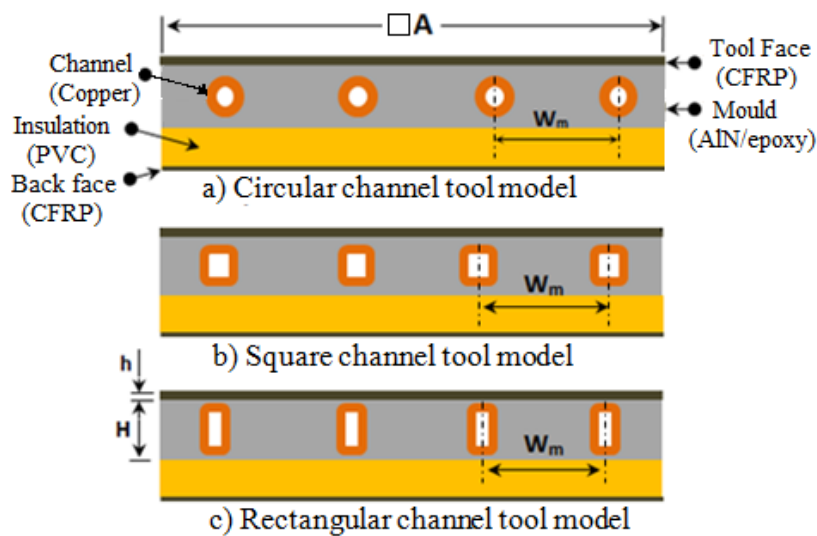 □A
Channel
(Copper)
Tool Face
(CFRP)
Mould
(AlN/epoxy)
Wm
Insulation
(PVC)
Back face
(CFRP)
a) Circular channel tool model
Wm
b) Square channel tool model
h
H
Wm
c) Rectangular channel tool model